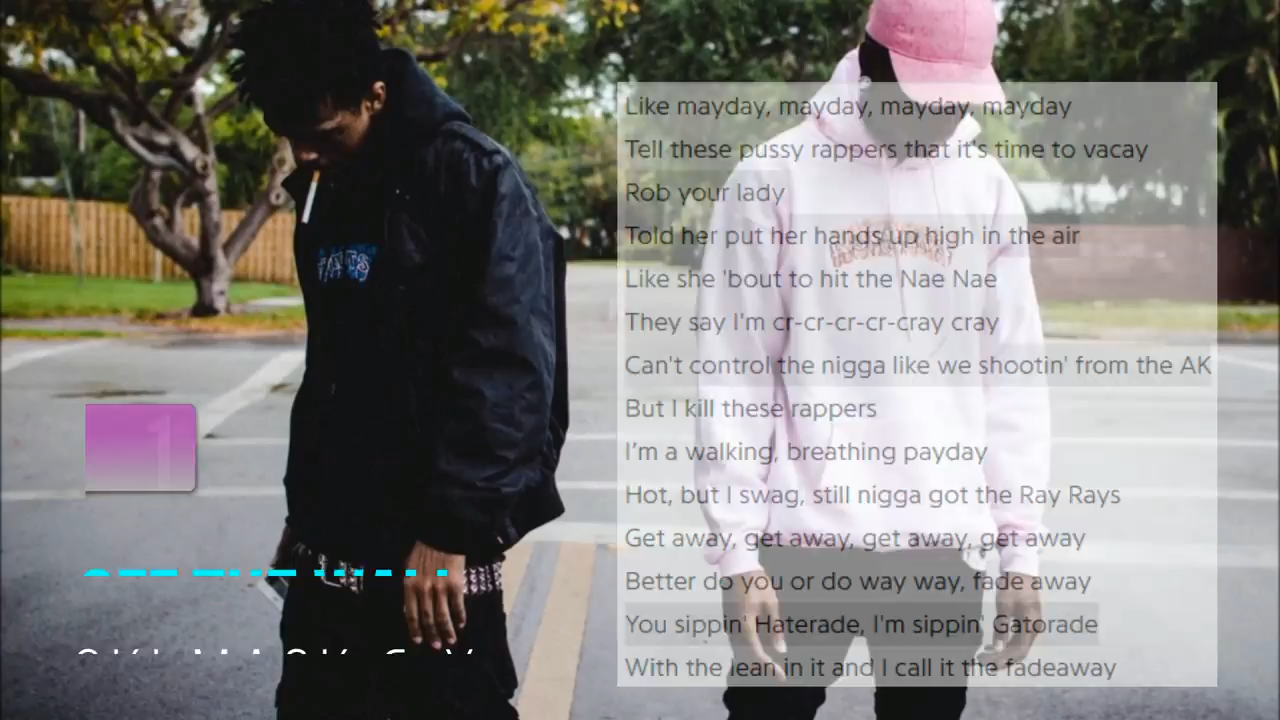 Like mayday, mayday, mayday, mayday
Tell these pussy rappers that it's time to vacay
Rob your lady
Told her put her hands up high in the air
Like she 'bout to hit the Nae Nae
They say I'm cr-cr-cr-cr-cray cray
Can't control the nigga like we shootin' from the AK
But I kill these rappers
I'm a walking, breathing payday
Hot, but I swag, still nigga got the Ray Rays
Get away, get away, get away, get away
Better do you or do way way, fade away
You sippin' Haterade, I'm sippin' Gatorade
With the lean in it and I call it the fadeaway
1